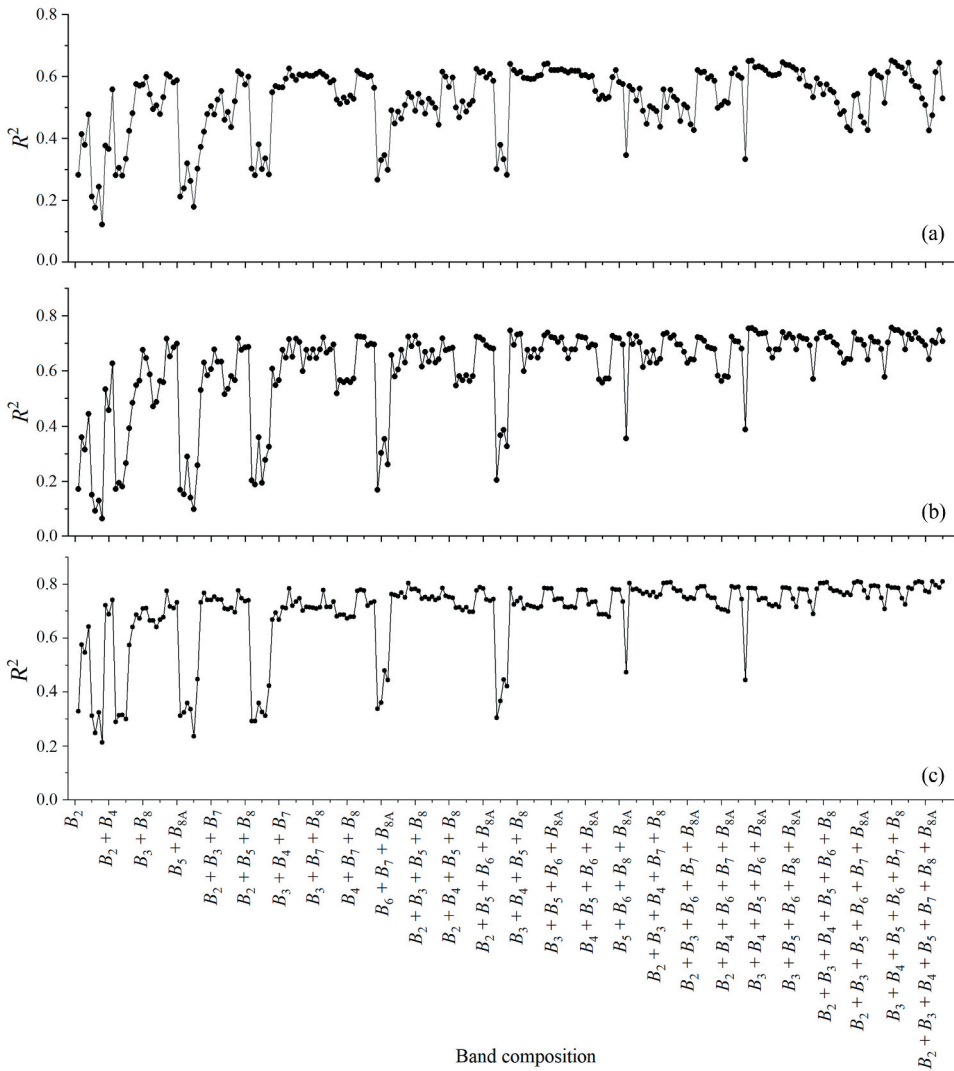 0.8
0.6
0.4
0.2
0.0
R²
(a)
0.8
0.6
0.4
0.2
0.0
R²
(b)
0.8
0.6
0.4
0.2
0.0
R²
(c)
B₂
B₂ + B₄
B₃ + B₈
B₅ + B₈A
B₂ + B₃ + B₇
B₂ + B₅ + B₈
B₃ + B₄ + B₇
B₃ + B₇ + B₈
B₄ + B₇ + B₈
B₆ + B₇ + B₈A
B₂ + B₃ + B₅ + B₈
B₂ + B₄ + B₅ + B₈
B₂ + B₅ + B₆ + B₈A
B₃ + B₄ + B₅ + B₈
B₃ + B₅ + B₆ + B₈A
B₄ + B₅ + B₆ + B₈A
B₅ + B₆ + B₈ + B₈A
B₂ + B₃ + B₄ + B₇ + B₈
B₂ + B₃ + B₆ + B₇ + B₈A
B₂ + B₄ + B₆ + B₇ + B₈A
B₃ + B₄ + B₅ + B₆ + B₈A
B₃ + B₅ + B₆ + B₈ + B₈A
B₂ + B₃ + B₄ + B₅ + B₆ + B₈
B₂ + B₃ + B₅ + B₆ + B₇ + B₈A
B₃ + B₄ + B₅ + B₆ + B₇ + B₈
B₂ + B₃ + B₄ + B₅ + B₇ + B₈ + B₈A
Band composition